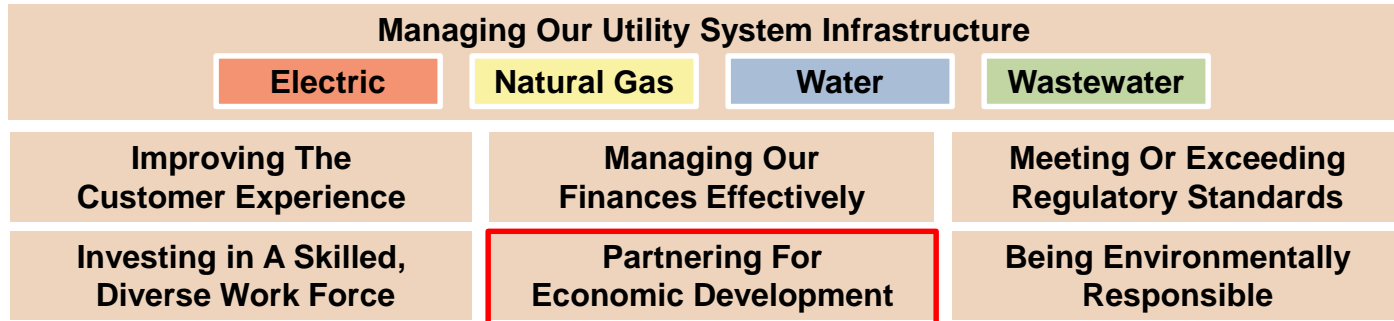 Managing Our Utility System Infrastructure
Electric
Natural Gas
Water
Wastewater
Improving The
Customer Experience
Managing Our
Finances Effectively
Meeting Or Exceeding
Regulatory Standards
Investing in A Skilled,
Diverse Work Force
Partnering For
Economic Development
Being Environmentally
Responsible